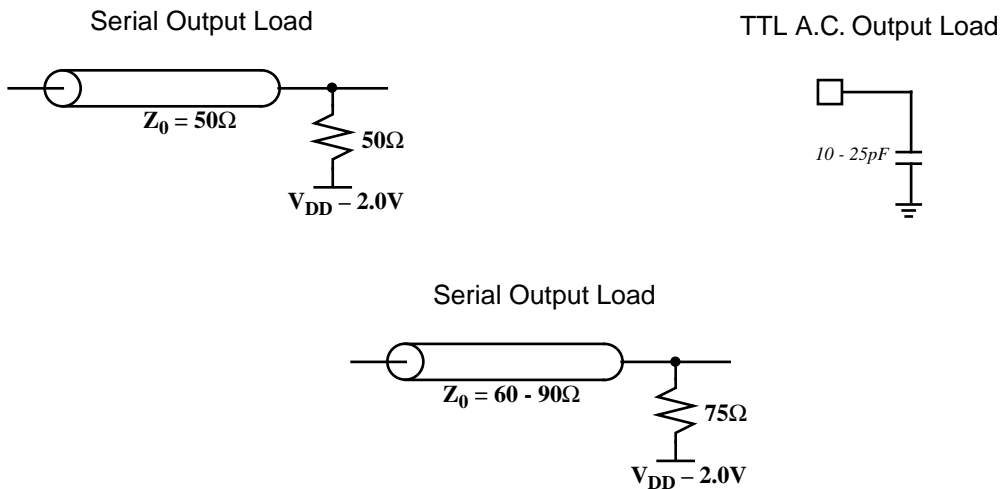 Serial Output Load
Z0 = 50Ω
50Ω
VDD – 2.0V
TTL A.C. Output Load
10 - 25pF
Serial Output Load
Z0 = 60 - 90Ω
75Ω
VDD – 2.0V